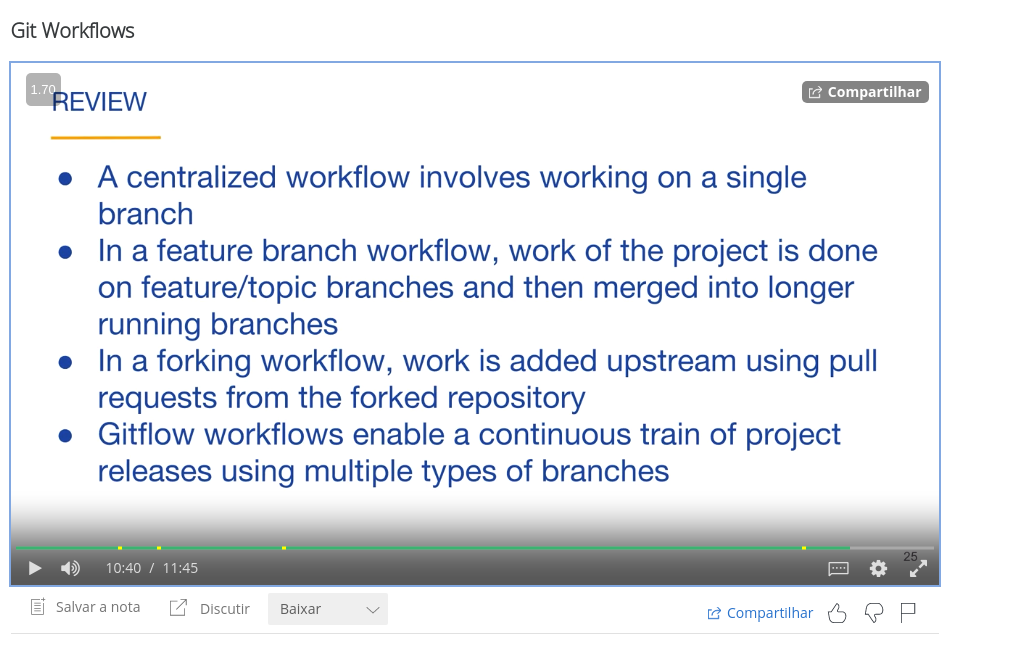 Git Workflows
1.70
REVIEW
Compartilhar
● A centralized workflow involves working on a single
branch
● In a feature branch workflow, work of the project is done
on feature/topic branches and then merged into longer
running branches
● In a forking workflow, work is added upstream using pull
requests from the forked repository
● Gitflow workflows enable a continuous train of project
releases using multiple types of branches
10:40 / 11:45
25
Salvar a nota
Discutir
Baixar
Compartilhar